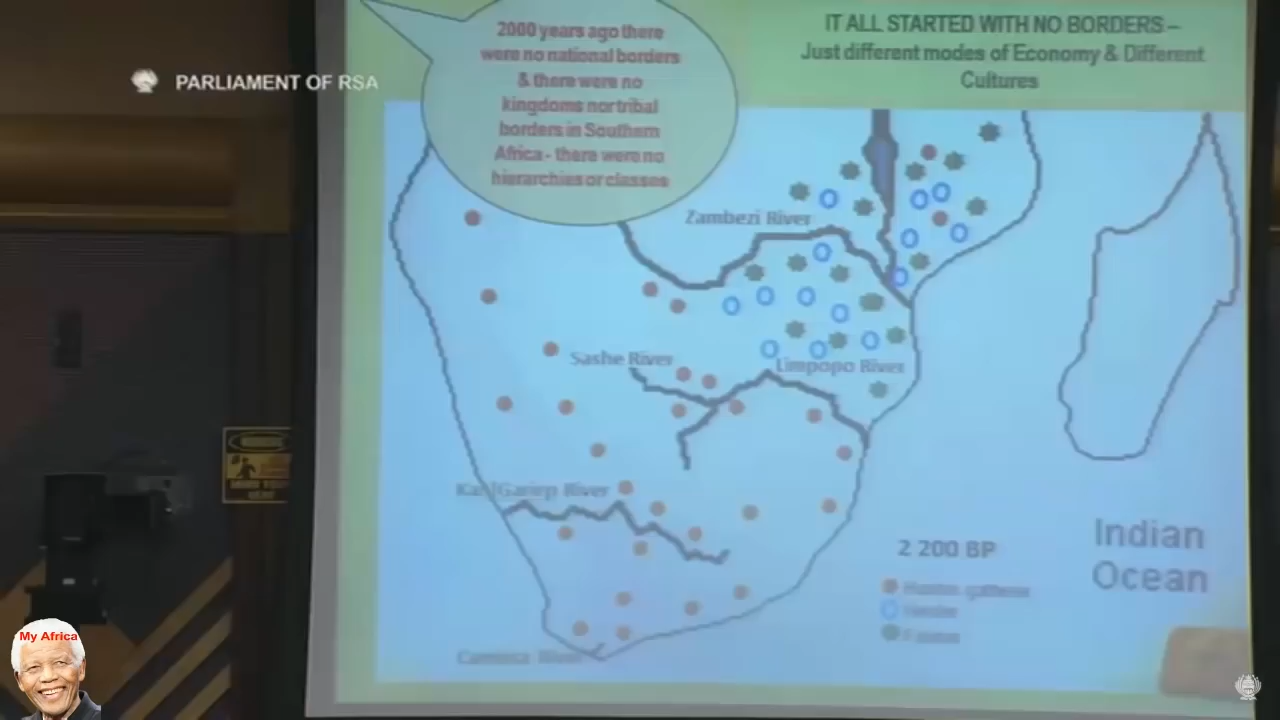 PARLIAMENT OF RSA
2000 years ago there
were no national borders
& there were no
kingdoms nor tribal
borders in Southern
Africa - there were no
hierarchies or classes
IT ALL STARTED WITH NO BORDERS –
Just different modes of Economy & Different
Cultures
Zambezi River
Sashe River
Limpopo River
Gariep River
2 200 BP
Indian
Ocean
My Africa